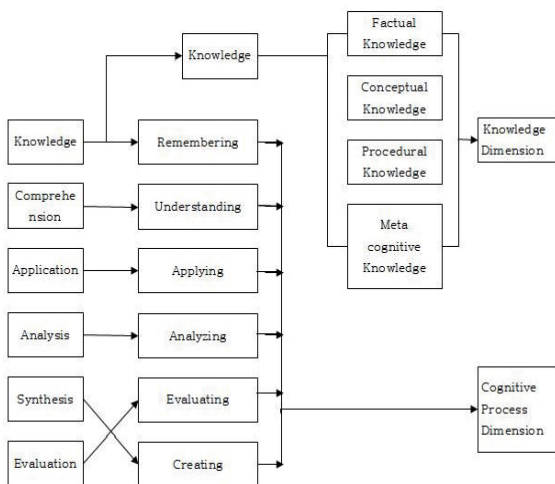 Factual
Knowledge
Knowledge
Conceptual
Knowledge
Knowledge
Remembering
Procedural
Knowledge
Knowledge
Dimension
Comprehe
nsion
Understanding
Meta
cognitive
Knowledge
Application
Applying
Analysis
Analyzing
Synthesis
Evaluating
Cognitive
Process
Dimension
Evaluation
Creating